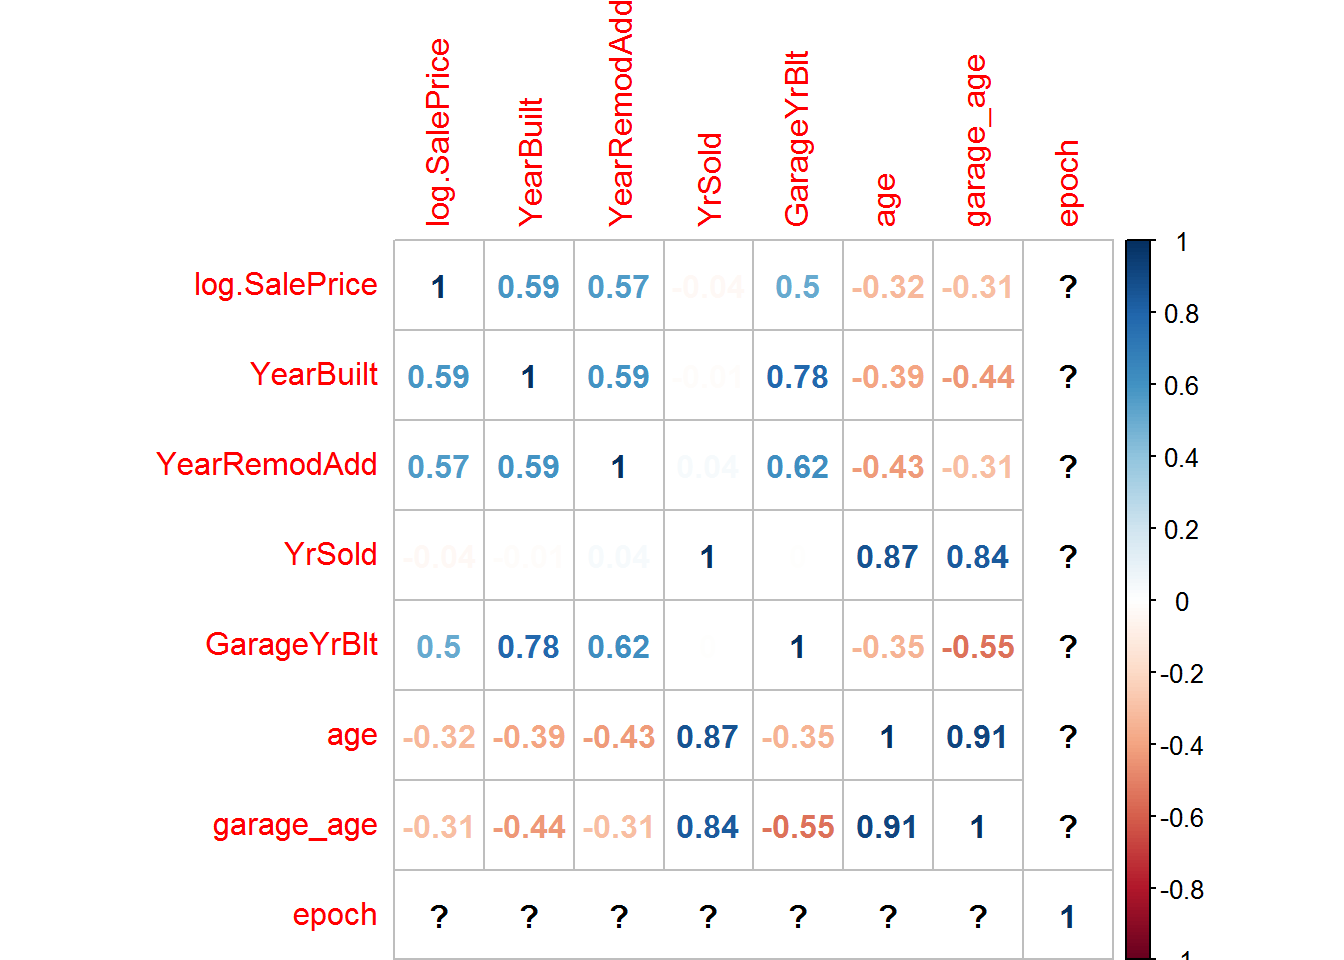 log.SalePrice YearBuilt YearRemodAdd YrSold GarageYrBlt age garage_age epoch
log.SalePrice 1 0.59 0.57 -0.04 0.5 -0.32 -0.31 ?
YearBuilt 0.59 1 0.59 -0.01 0.78 -0.39 -0.44 ?
YearRemodAdd 0.57 0.59 1 0.04 0.62 -0.43 -0.31 ?
YrSold -0.04 -0.01 0.04 1 0.87 0.84 ?
GarageYrBlt 0.5 0.78 0.62 1 -0.35 -0.55 ?
age -0.32 -0.39 -0.43 0.87 -0.35 1 0.91 ?
garage_age -0.31 -0.44 -0.31 0.84 -0.55 0.91 1 ?
epoch ? ? ? ? ? ? ? 1
1
0.8
0.6
0.4
0.2
0
-0.2
-0.4
-0.6
-0.8
-1